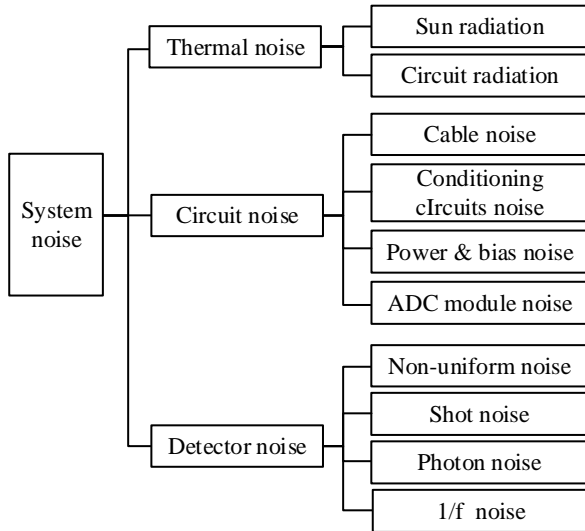 System
noise
Thermal noise
Sun radiation
Circuit radiation
Circuit noise
Cable noise
Conditioning
cIrcuits noise
Power & bias noise
ADC module noise
Detector noise
Non-uniform noise
Shot noise
Photon noise
1/f noise